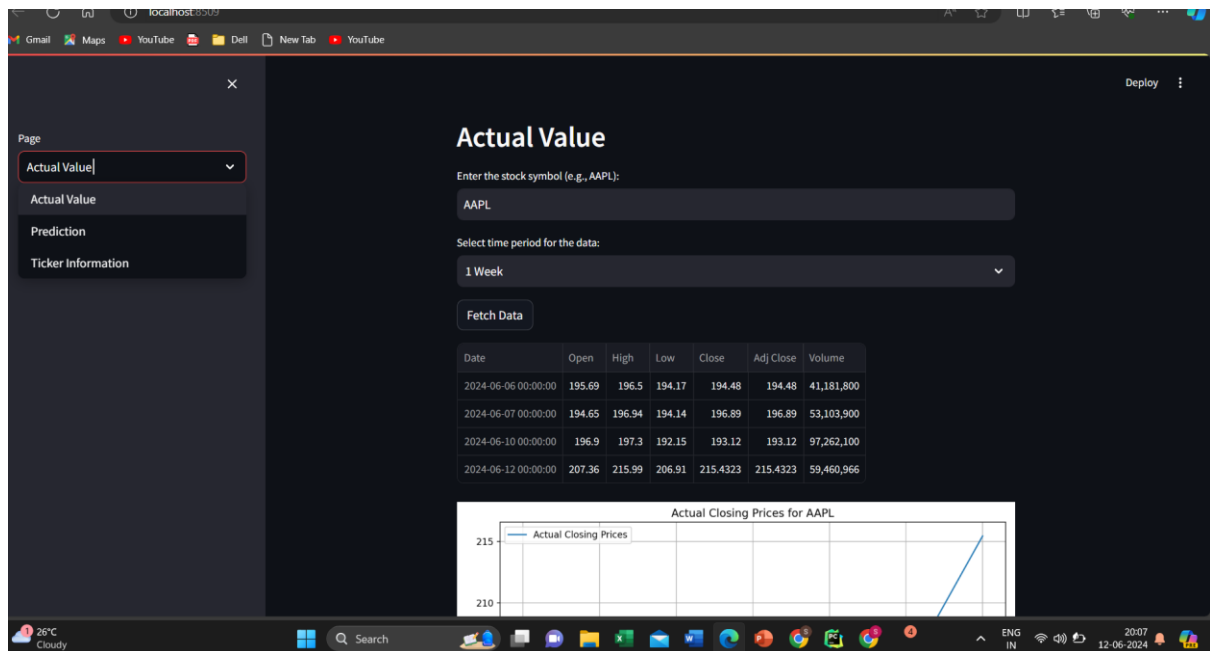 localhost:8509
Gmail Maps YouTube Dell New Tab YouTube
Deploy
Page
Actual Value
Actual Value
Prediction
Ticker Information
Actual Value
Enter the stock symbol (e.g., AAPL):
AAPL
Select time period for the data:
1 Week
Fetch Data
Date Open High Low Close Adj Close Volume
2024-06-06 00:00:00 195.69 196.5 194.17 194.48 194.48 41,181,800
2024-06-07 00:00:00 194.65 196.94 194.14 196.89 196.89 53,103,900
2024-06-10 00:00:00 196.9 197.3 192.15 193.12 193.12 97,262,100
2024-06-12 00:00:00 207.36 215.99 206.91 215.4323 215.4323 59,460,966
Actual Closing Prices for AAPL
Actual Closing Prices
215
210
1 26°C
Cloudy
Search
4
ENG
IN
20:07
12-06-2024